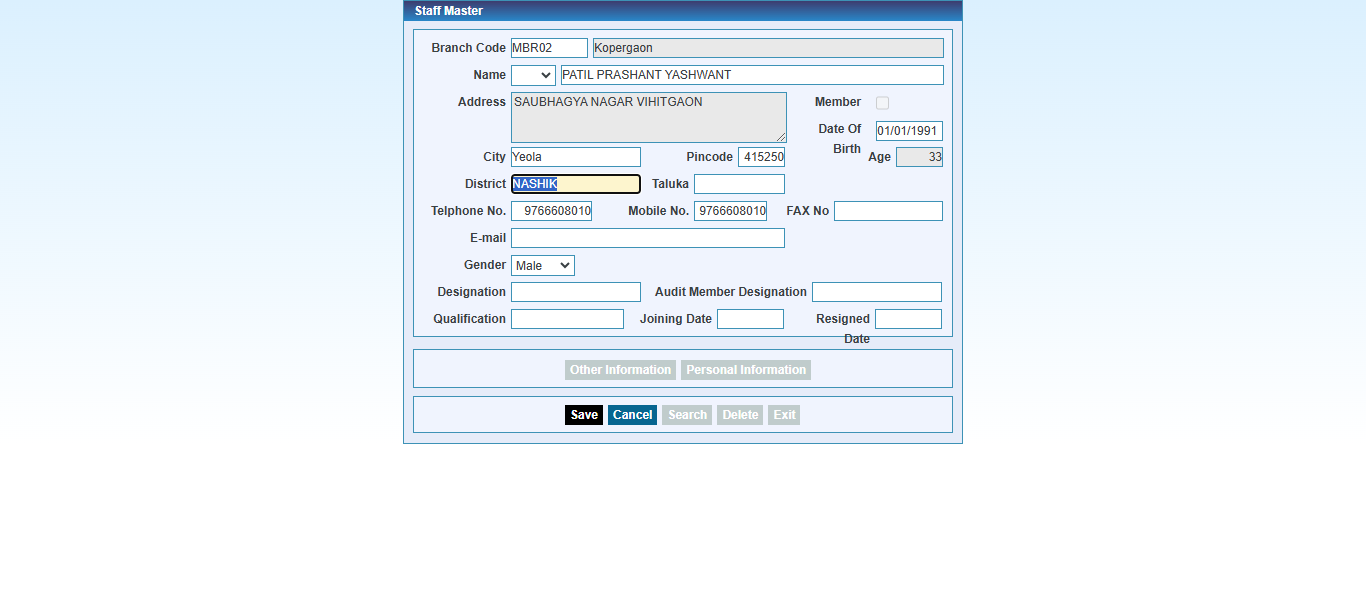 Staff Master
Branch Code MBR02 Kopergaon
Name PATIL PRASHANT YASHWANT
Address SAUBHAGYA NAGAR VIHITGAON Member
Date Of Birth 01/01/1991
City Yeola Pincode 415250 Age 33
District NASHIK Taluka
Telphone No. 9766608010 Mobile No. 9766608010 FAX No
E-mail
Gender Male
Designation Audit Member Designation
Qualification Joining Date Resigned Date
Other Information Personal Information
Save Cancel Search Delete Exit